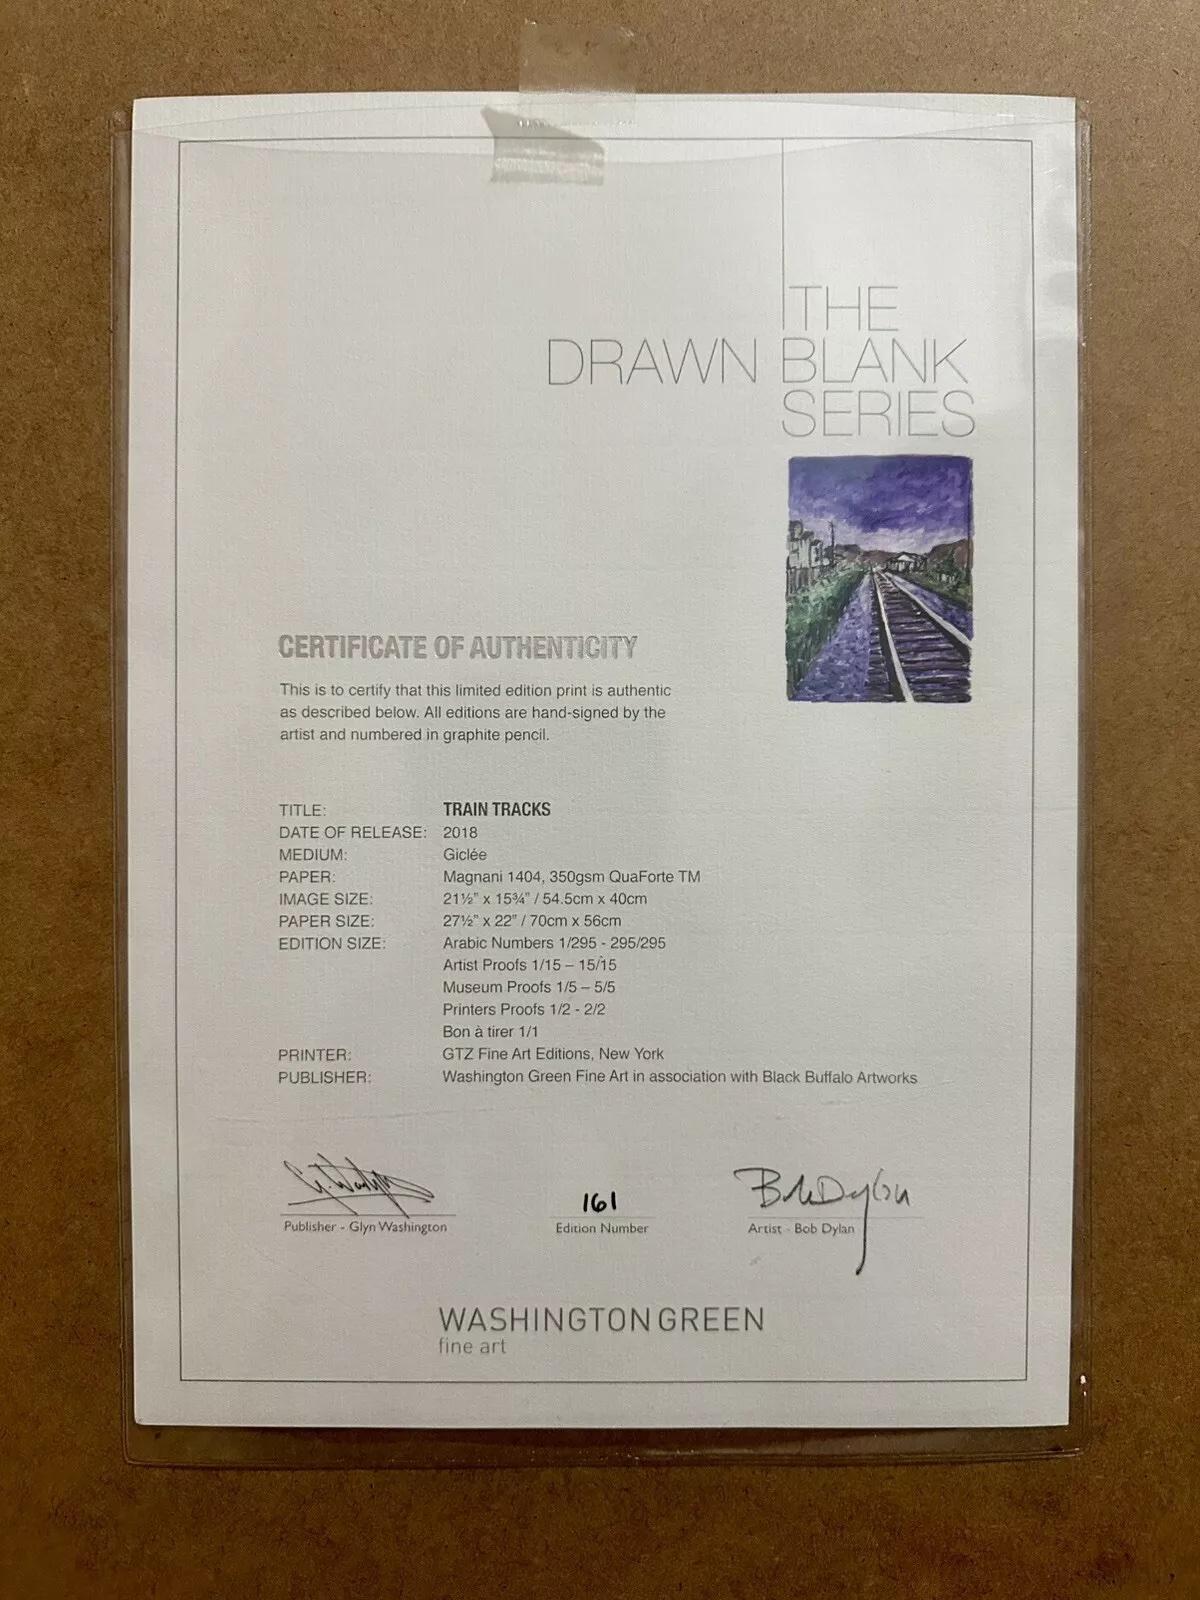 THE
DRAWN BLANK
SERIES
CERTIFICATE OF AUTHENTICITY
This is to certify that this limited edition print is authentic
as described below. All editions are hand-signed by the
artist and numbered in graphite pencil.
TITLE: TRAIN TRACKS
DATE OF RELEASE: 2018
MEDIUM: Giclée
PAPER: Magnani 1404, 350gsm QuaForte TM
IMAGE SIZE: 21½” x 15¾” / 54.5cm x 40cm
PAPER SIZE: 27½” x 22” / 70cm x 56cm
EDITION SIZE: Arabic Numbers 1/295 - 295/295
Artist Proofs 1/15 – 15/15
Museum Proofs 1/5 – 5/5
Printers Proofs 1/2 - 2/2
Bon à tirer 1/1
PRINTER: GTZ Fine Art Editions, New York
PUBLISHER: Washington Green Fine Art in association with Black Buffalo Artworks
161 Bob Dylan
Publisher - Glyn Washington Edition Number Artist - Bob Dylan
WASHINGTON GREEN
fine art